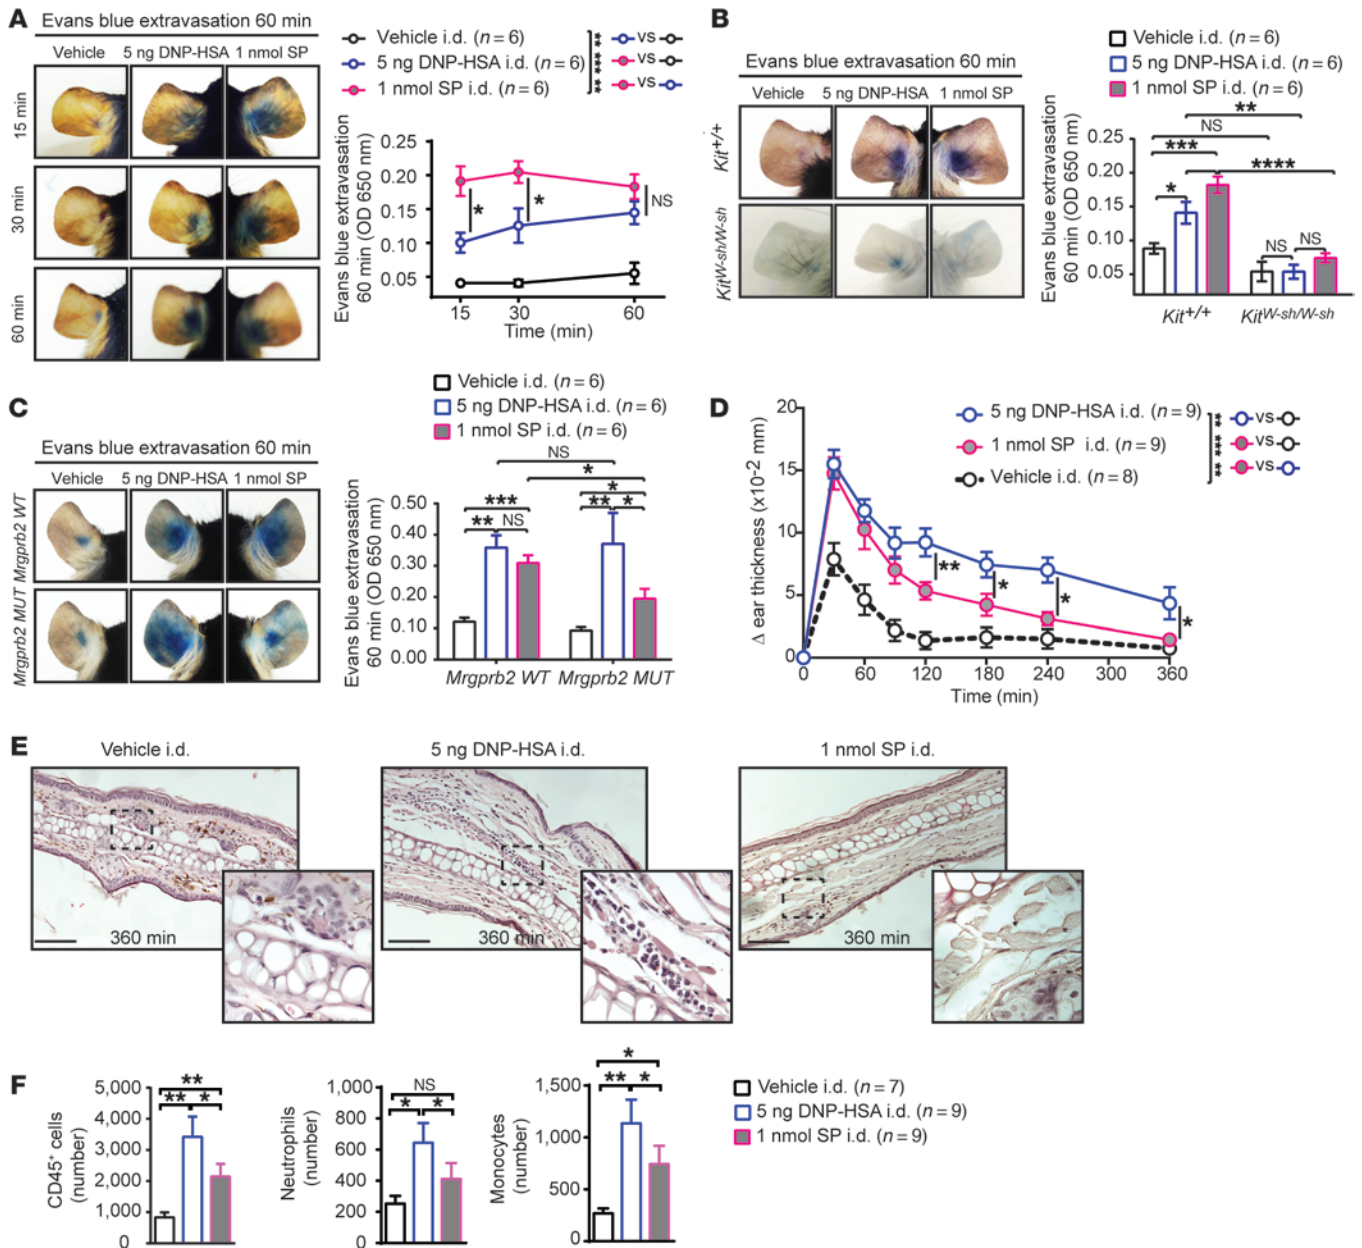 A
Evans blue extravasation 60 min
Vehicle 5 ng DNP-HSA 1 nmol SP
15 min
30 min
60 min
Vehicle i.d. (n = 6)
5 ng DNP-HSA i.d. (n = 6)
1 nmol SP i.d. (n = 6)
** vs
**** vs
** vs
Evans blue extravasation
60 min (OD 650 nm)
0.25
0.20
0.15
0.10
0.05
* * NS
15 30 60
Time (min)
B
Evans blue extravasation 60 min
Vehicle 5 ng DNP-HSA 1 nmol SP
Kit+/+
KitW-sh/W-sh
Vehicle i.d. (n = 6)
5 ng DNP-HSA i.d. (n = 6)
1 nmol SP i.d. (n = 6)
Evans blue extravasation
60 min (OD 650 nm)
0.25
0.20
0.15
0.10
0.05
**
NS
*** ****
*
NS NS
Kit+/+ KitW-sh/W-sh
C
Evans blue extravasation 60 min
Vehicle 5 ng DNP-HSA 1 nmol SP
Mrgprb2 WT
Mrgprb2 MUT
Vehicle i.d. (n = 6)
5 ng DNP-HSA i.d. (n = 6)
1 nmol SP i.d. (n = 6)
Evans blue extravasation
60 min (OD 650 nm)
0.50
0.40
0.30
0.20
0.10
0.00
NS
*
*** *
** NS ** *
Mrgprb2 WT Mrgprb2 MUT
D
Δ ear thickness (x10-2 mm)
20
15
10
5
0
5 ng DNP-HSA i.d. (n = 9)
1 nmol SP i.d. (n = 9)
Vehicle i.d. (n = 8)
** vs
*** vs
** vs
** * * *
0 60 120 180 240 300 360
Time (min)
E
Vehicle i.d. 5 ng DNP-HSA i.d. 1 nmol SP i.d.
360 min 360 min 360 min
F
CD45+ cells
(number)
5,000
4,000
3,000
2,000
1,000
0
**
** *
Neutrophils
(number)
1,000
800
600
400
200
0
NS
* *
Monocytes
(number)
1,500
1,000
500
0
*
** *
Vehicle i.d. (n = 7)
5 ng DNP-HSA i.d. (n = 9)
1 nmol SP i.d. (n = 9)